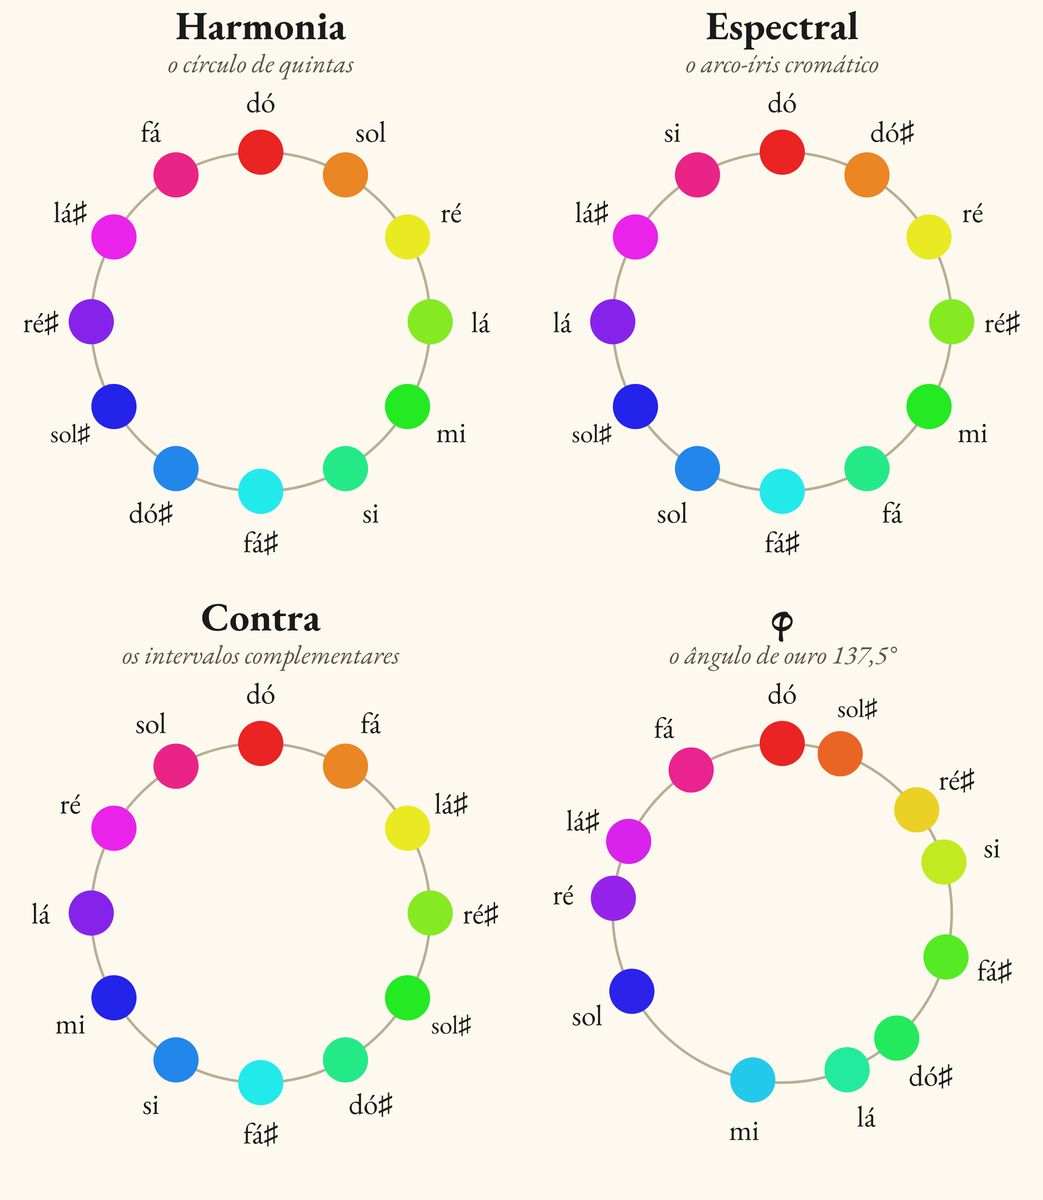 Harmonia
o círculo de quintas
dó
sol
ré
lá
mi
si
fá♯
dó♯
sol♯
ré♯
lá♯
fá
Espectral
o arco-íris cromático
dó
dó♯
ré
ré♯
mi
fá
fá♯
sol
sol♯
lá
lá♯
si
Contra
os intervalos complementares
dó
fá
lá♯
ré♯
sol♯
dó♯
fá♯
si
mi
lá
ré
sol
φ
o ângulo de ouro 137,5°
dó
sol♯
ré♯
si
fá♯
dó♯
lá
mi
sol
ré
lá♯
fá